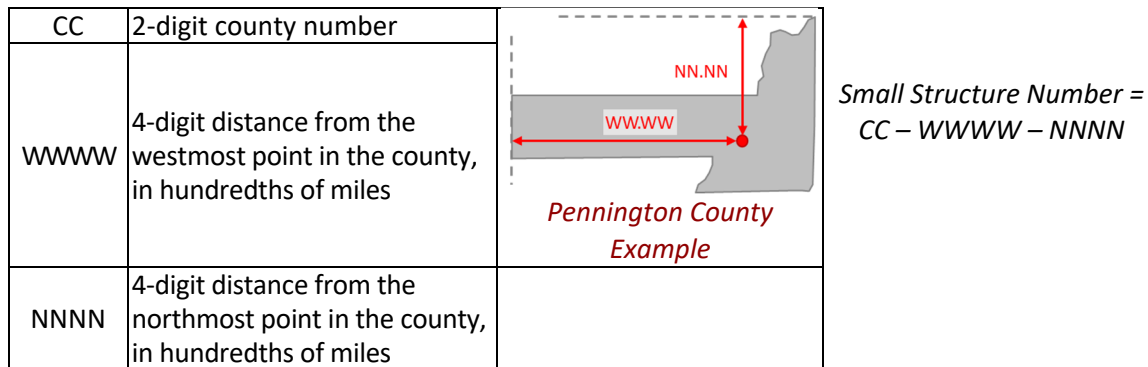 CC
2-digit county number
WWWW
4-digit distance from the
westmost point in the county,
in hundredths of miles
NN.NN
WW.WW
Pennington County
Example
NNNN
4-digit distance from the
northmost point in the county,
in hundredths of miles
Small Structure Number =
CC – WWWW – NNNN